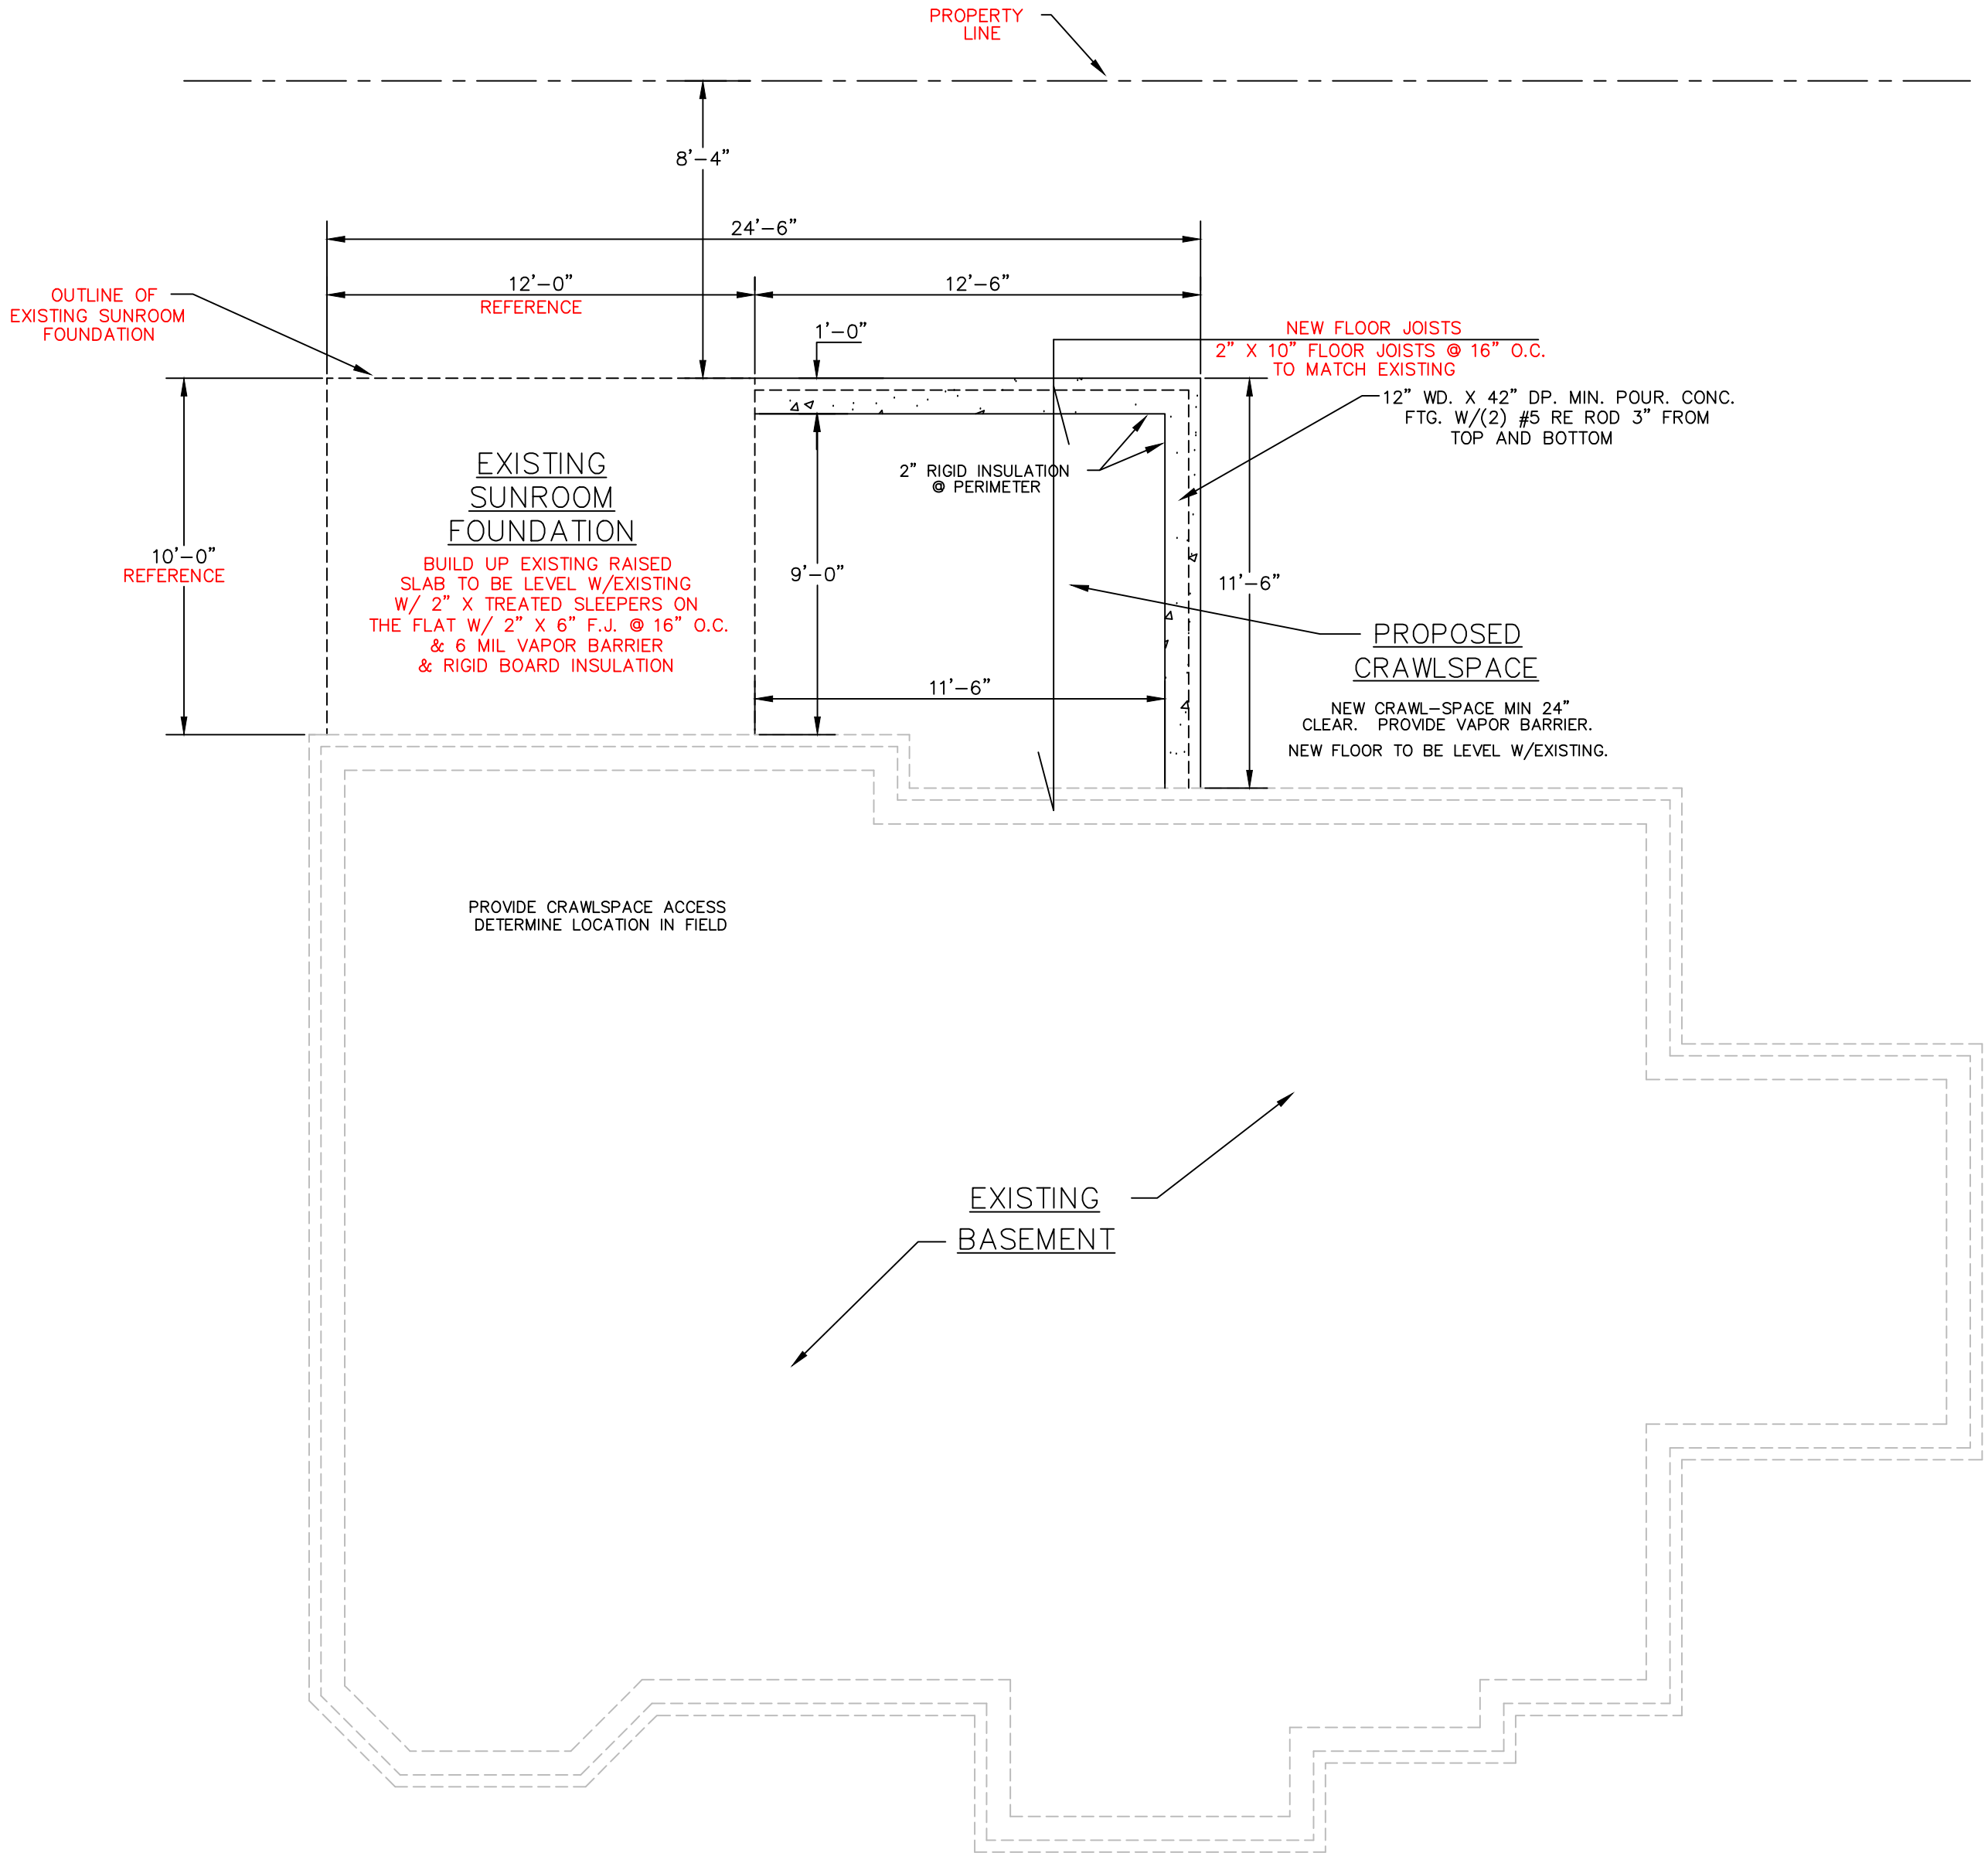 PROPERTY
LINE
8'-4"
24'-6"
12'-0"
REFERENCE
12'-6"
OUTLINE OF
EXISTING SUNROOM
FOUNDATION
1'-0"
NEW FLOOR JOISTS
2" X 10" FLOOR JOISTS @ 16" O.C.
TO MATCH EXISTING
12" WD. X 42" DP. MIN. POUR. CONC.
FTG. W/(2) #5 RE ROD 3" FROM
TOP AND BOTTOM
EXISTING
SUNROOM
FOUNDATION
BUILD UP EXISTING RAISED
SLAB TO BE LEVEL W/EXISTING
W/ 2" X TREATED SLEEPERS ON
THE FLAT W/ 2" X 6" F.J. @ 16" O.C.
& 6 MIL VAPOR BARRIER
& RIGID BOARD INSULATION
2" RIGID INSULATION
@ PERIMETER
10'-0"
REFERENCE
9'-0"
11'-6"
11'-6"
PROPOSED
CRAWLSPACE
NEW CRAWL-SPACE MIN 24"
CLEAR. PROVIDE VAPOR BARRIER.
NEW FLOOR TO BE LEVEL W/EXISTING.
PROVIDE CRAWLSPACE ACCESS
DETERMINE LOCATION IN FIELD
EXISTING
BASEMENT